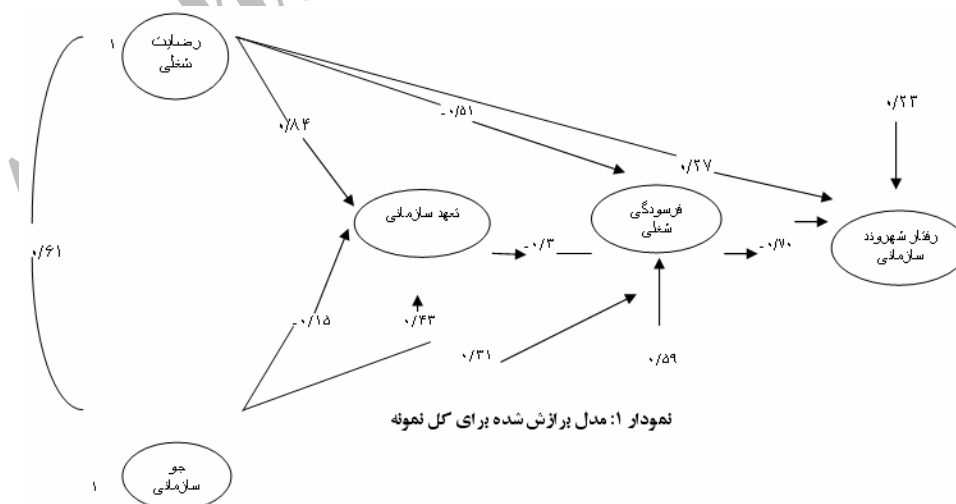 ۱
رضایت
شغلی
۰/۲۳
-۰/۵۱
۰/۸۴
۰/۲۷
تعهد سازمانی
فرسودگی
شغلی
رفتار شهروند
سازمانی
۰/۶۱
-۰/۳
-۰/۷۰
-۰/۱۵
۰/۴۳
۰/۳۱
۰/۵۹
نمودار ۱: مدل برازش شده برای کل نمونه
۱
جو
سازمانی